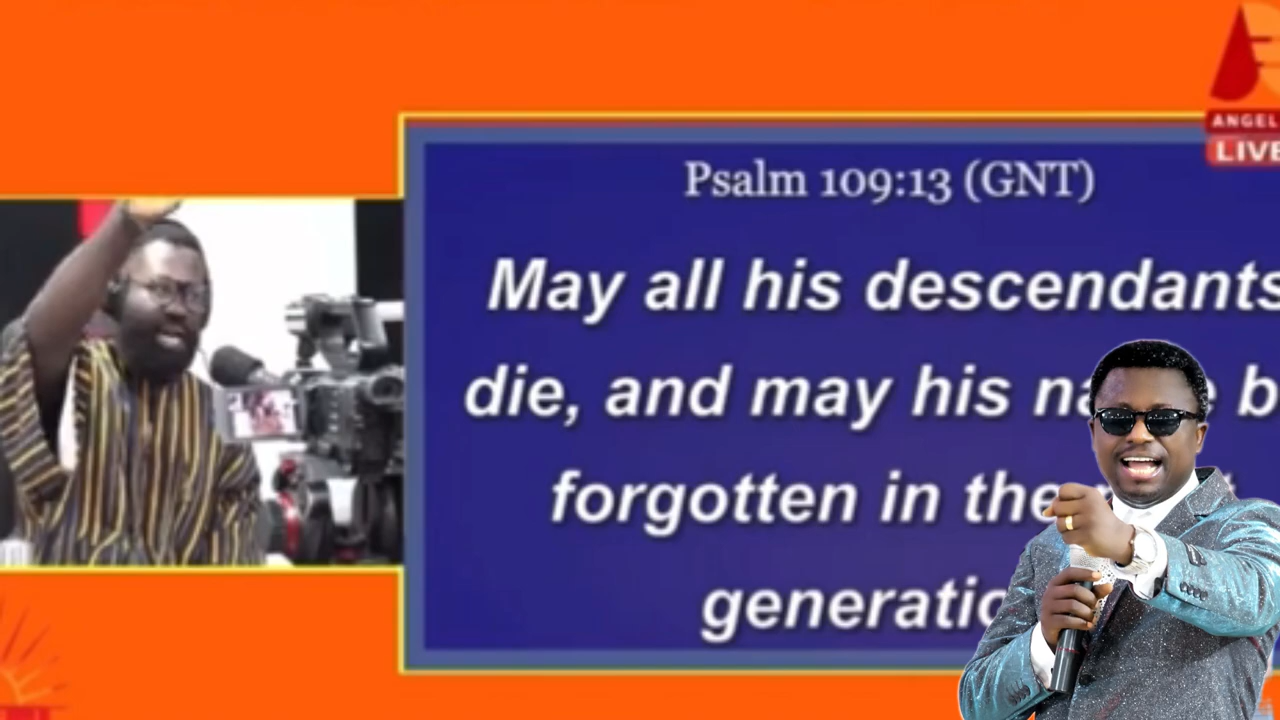 Psalm 109:13 (GNT)
May all his descendants
die, and may his
forgotten in the
ANGEL
LIVE